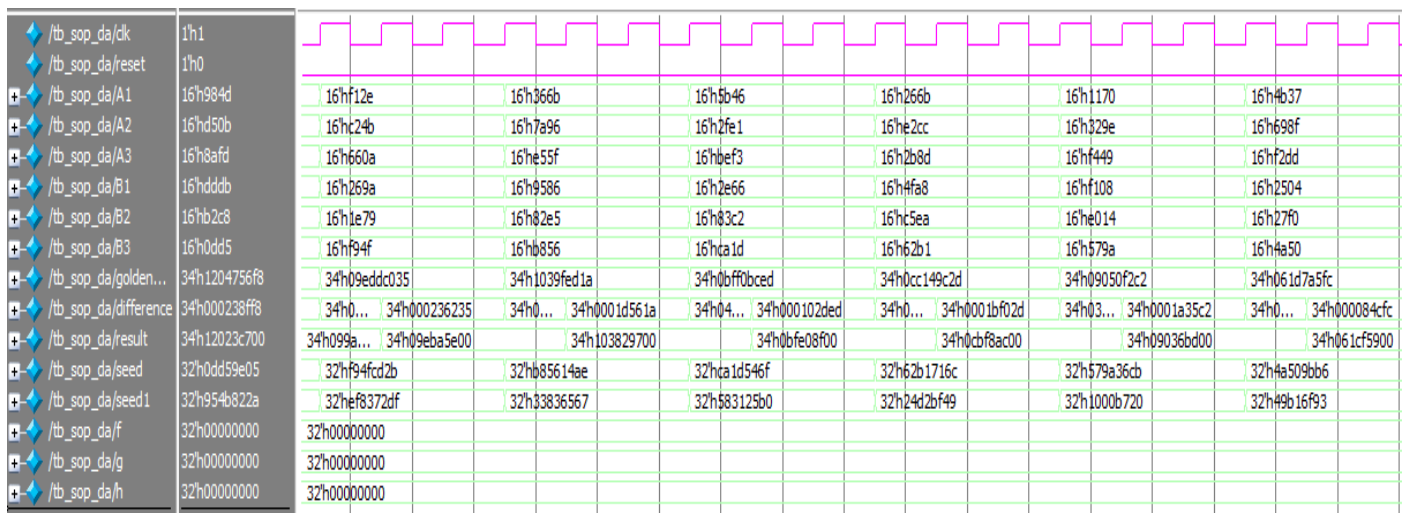 /tb_sop_da/clk 1'h1
/tb_sop_da/reset 1'h0
/tb_sop_da/A1 16'h984d 16'hf12e 16'h366b 16'h5b46 16'h266b 16'h1170 16'h4b37
/tb_sop_da/A2 16'hd50b 16'hc24b 16'h7a96 16'h2fe1 16'he2cc 16'h329e 16'h698f
/tb_sop_da/A3 16'h8afd 16'h660a 16'he55f 16'hbef3 16'h2b8d 16'hf449 16'hf2dd
/tb_sop_da/B1 16'hdddb 16'h269a 16'h9586 16'h2e66 16'h4fa8 16'hf108 16'h2504
/tb_sop_da/B2 16'hb2c8 16'h1e79 16'h82e5 16'h83c2 16'hc5ea 16'he014 16'h27f0
/tb_sop_da/B3 16'h0dd5 16'hf94f 16'hb856 16'hca1d 16'h62b1 16'h579a 16'h4a50
/tb_sop_da/golden... 34'h1204756f8 34'h09eddc035 34'h1039fed1a 34'h0bff0bced 34'h0cc149c2d 34'h09050f2c2 34'h061d7a5fc
/tb_sop_da/difference 34'h000238ff8 34'h0... 34'h000236235 34'h0... 34'h0001d561a 34'h04... 34'h000102ded 34'h0... 34'h0001bf02d 34'h03... 34'h0001a35c2 34'h0... 34'h000084cfc
/tb_sop_da/result 34'h12023c700 34'h099a... 34'h09eba5e00 34'h103829700 34'h0bfe08f00 34'h0cbf8ac00 34'h09036bd00 34'h061cf5900
/tb_sop_da/seed 32'h0dd59e05 32'hf94fcd2b 32'hb85614ae 32'hca1d546f 32'h62b1716c 32'h579a36cb 32'h4a509bb6
/tb_sop_da/seed1 32'h954b822a 32'hef8372df 32'h33836567 32'h583125b0 32'h24d2bf49 32'h1000b720 32'h49b16f93
/tb_sop_da/f 32'h00000000 32'h00000000
/tb_sop_da/g 32'h00000000 32'h00000000
/tb_sop_da/h 32'h00000000 32'h00000000